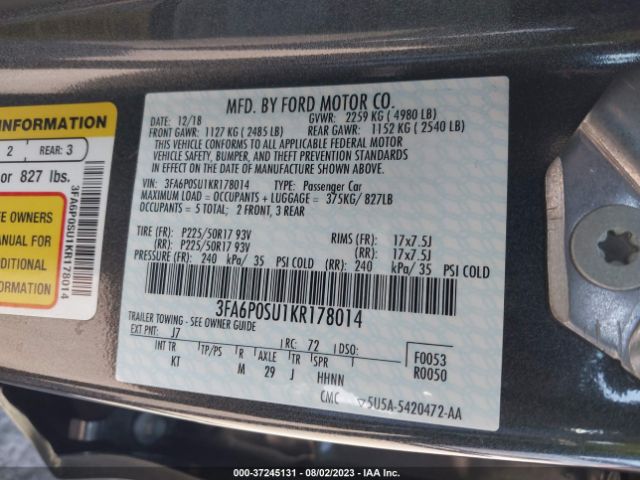 INFORMATION
2 REAR: 3
or 827 lbs.
SEE OWNERS
MANUAL FOR
ADDITIONAL
INFORMATION
3FA6P0SU1KR178014
MFD. BY FORD MOTOR CO.
12/18 GVWR: 2259 KG ( 4980 LB)
FRONT GAWR: 1127 KG ( 2485 LB) REAR GAWR: 1152 KG ( 2540 LB)
THIS VEHICLE CONFORMS TO ALL APPLICABLE FEDERAL MOTOR
VEHICLE SAFETY, BUMPER, AND THEFT PREVENTION STANDARDS
IN EFFECT ON THE DATE OF MANUFACTURE SHOWN ABOVE.
VIN: 3FA6P0SU1KR178014 TYPE: Passenger Car
MAXIMUM LOAD = OCCUPANTS + LUGGAGE = 375KG/ 827LB
OCCUPANTS = 5 TOTAL; 2 FRONT, 3 REAR
TIRE (FR): P225/50R17 93V RIMS (FR): 17x7.5J
(RR): P225/50R17 93V (RR): 17x7.5J
PRESSURE (FR): 240 kPa/ 35 PSI COLD (RR): 240 kPa/ 35 PSI COLD
3FA6P0SU1KR178014
TRAILER TOWING - SEE OWNER GUIDE
EXT PNT: J7 RC: 72 DSO: F0053
INT TR TP/PS R AXLE TR SPR R0050
KT M 29 J HHNN
CMC 5U5A-5420472-AA
000-37245131 - 08/02/2023 - IAA Inc.